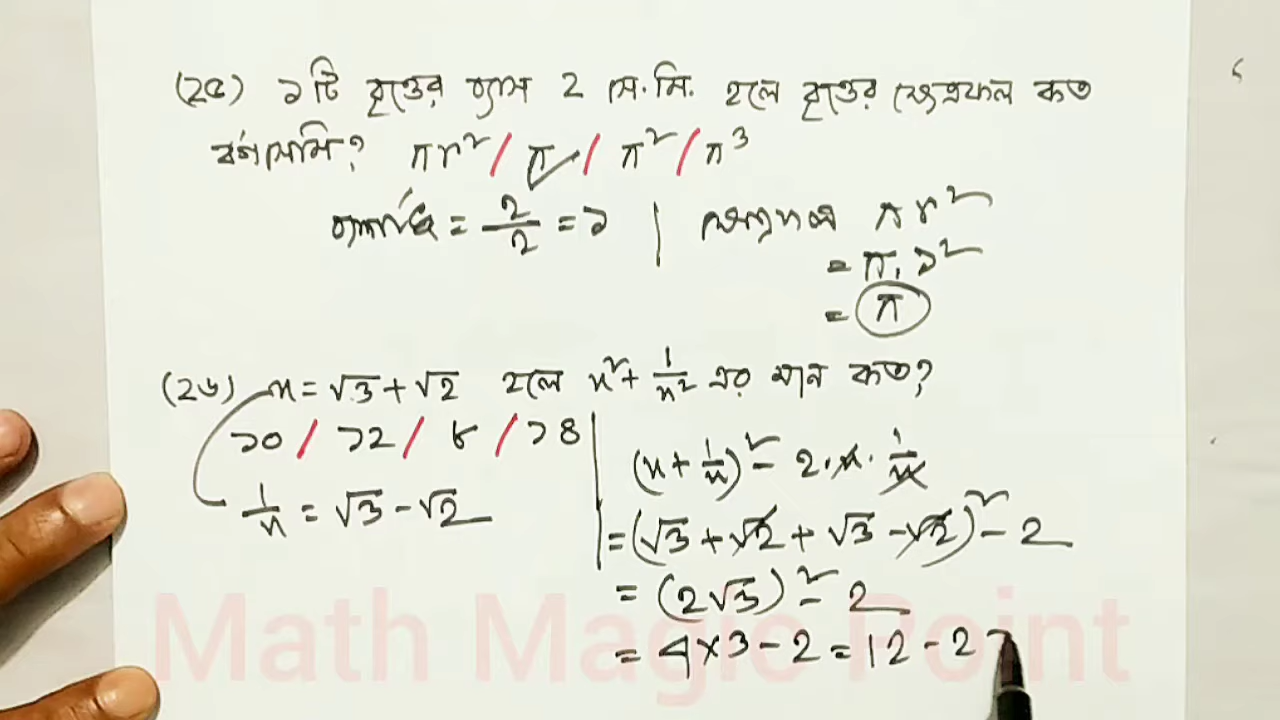 (২৫) ১টি বৃত্তের ব্যাস ২ সে.মি. হলে বৃত্তের ক্ষেত্রফল কত
বর্গসেমি? πr² / π / π² / π³
ব্যাসার্ধ = 2/2 = ১ | ক্ষেত্রফল πr²
= π.১²
= π
(২৬) x = √3 + √2 হলে x² + 1/x² এর মান কত?
১০ / ১২ / ৮ / ১৪
1/x = √3 - √2
(x + 1/x)² - 2·x·1/x
= (√3 + √2 + √3 - √2)² - 2
= (2√3)² - 2
= 4×3 - 2 = 12 - 2
Math Magic Point